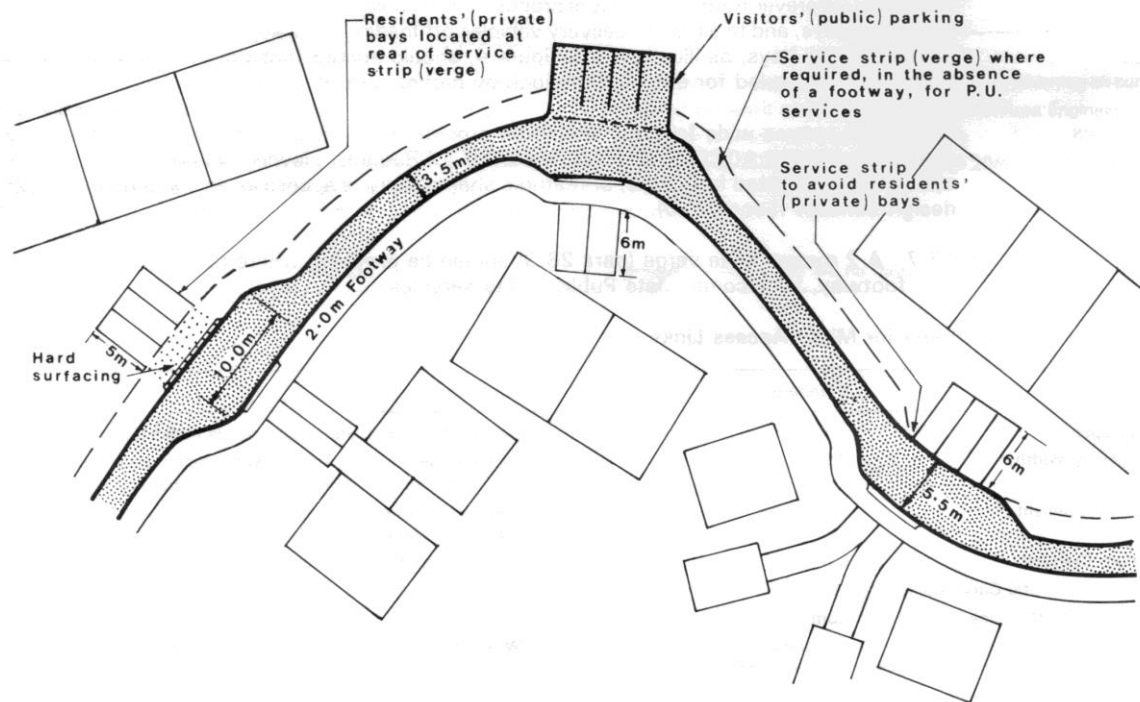 Residents' (private)
bays located at
rear of service
strip (verge)
Visitors' (public) parking
Service strip (verge) where
required, in the absence
of a footway, for P.U.
services
Service strip
to avoid residents'
(private) bays
3·5m
6m
2·0m Footway
10·0m
5m
Hard
surfacing
6m
5·5m